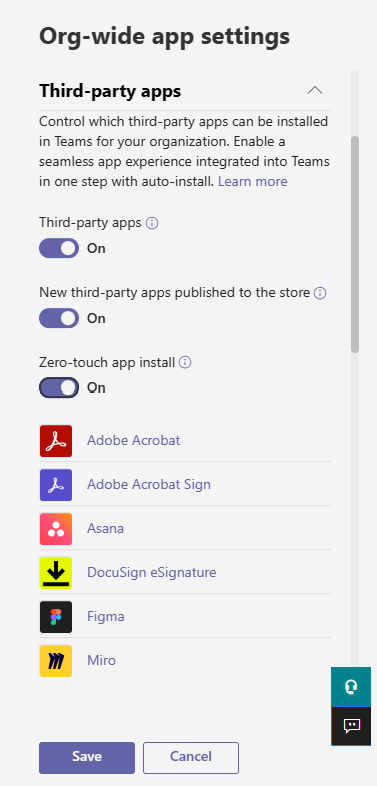 Org-wide app settings
Third-party apps
Control which third-party apps can be installed
in Teams for your organization. Enable a
seamless app experience integrated into Teams
in one step with auto-install. Learn more
Third-party apps
On
New third-party apps published to the store
On
Zero-touch app install
On
Adobe Acrobat
Adobe Acrobat Sign
Asana
DocuSign eSignature
Figma
Miro
Save Cancel